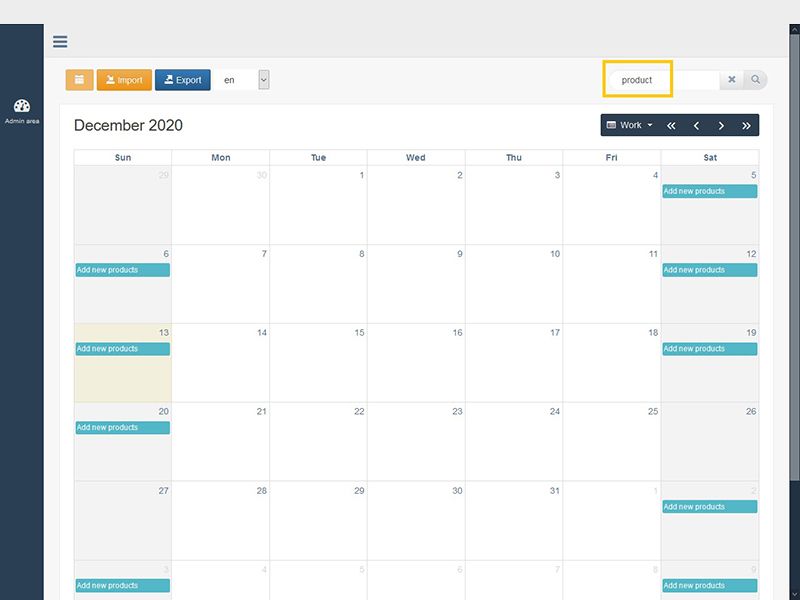 Import
Export
en
product
Admin area
December 2020
Work
Sun Mon Tue Wed Thu Fri Sat
29 30 1 2 3 4 5
Add new products
6 7 8 9 10 11 12
Add new products Add new products
13 14 15 16 17 18 19
Add new products Add new products
20 21 22 23 24 25 26
Add new products
27 28 29 30 31 1 2
Add new products
3 4 5 6 7 8 9
Add new products Add new products